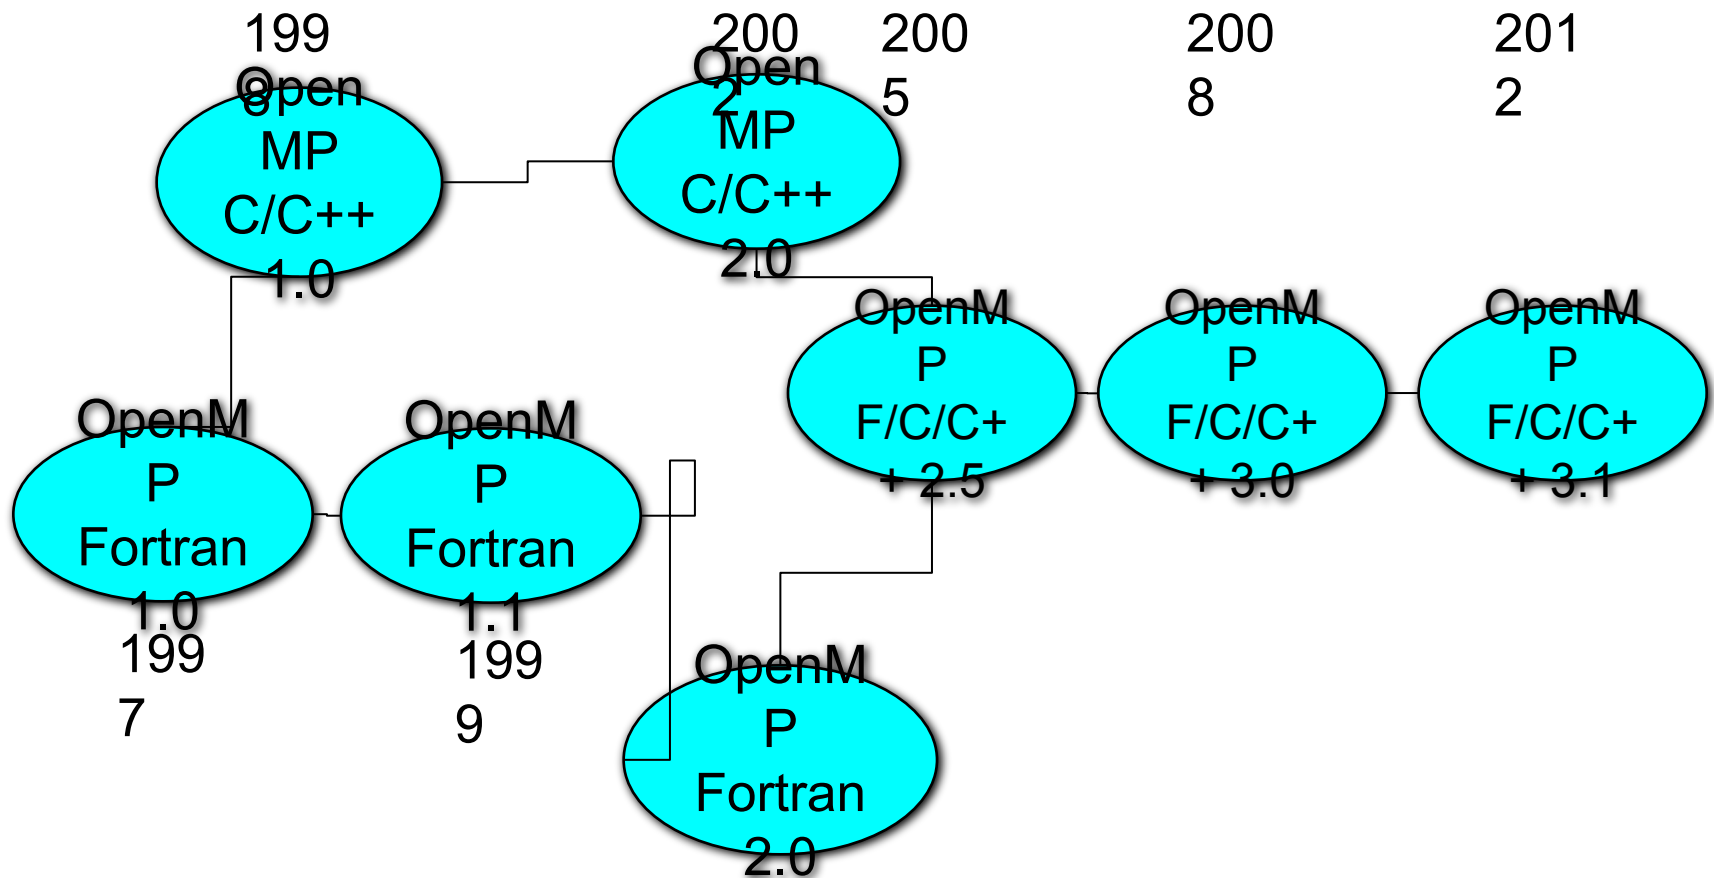 199
8
200
2
200
5
200
8
201
2
Open
MP
C/C++
1.0
Open
MP
C/C++
2.0
OpenM
P
F/C/C+
+ 2.5
OpenM
P
F/C/C+
+ 3.0
OpenM
P
F/C/C+
+ 3.1
OpenM
P
Fortran
1.0
199
7
OpenM
P
Fortran
1.1
199
9
OpenM
P
Fortran
2.0